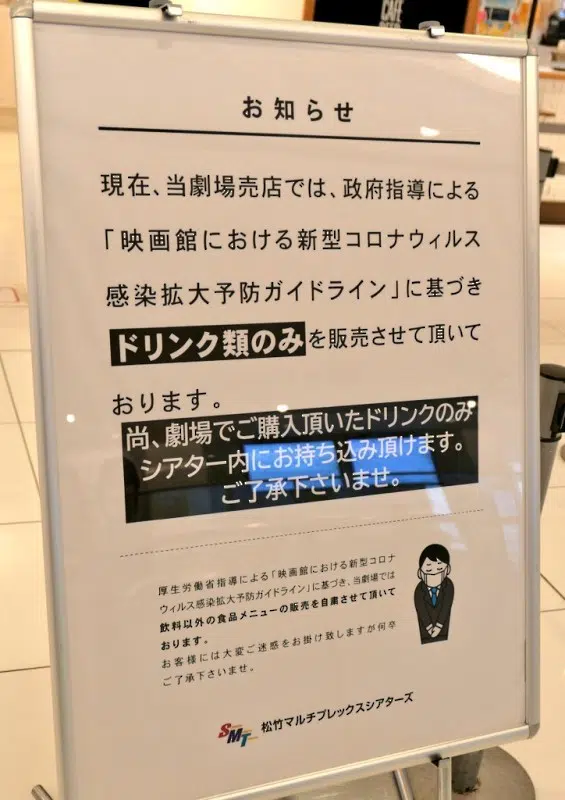 CAFE
お知らせ
現在、当劇場売店では、政府指導による
「映画館における新型コロナウィルス
感染拡大予防ガイドライン」に基づき
ドリンク類のみを販売させて頂いて
おります。
尚、劇場でご購入頂いたドリンクのみ
シアター内にお持ち込み頂けます。
ご了承下さいませ。
厚生労働省指導による「映画館における新型コロナ
ウィルス感染拡大予防ガイドライン」に基づき、当劇場では
飲料以外の食品メニューの販売を自粛させて頂いて
おります。
お客様には大変ご迷惑をお掛け致しますが何卒
ご了承下さいませ。
SMT 松竹マルチプレックスシアターズ